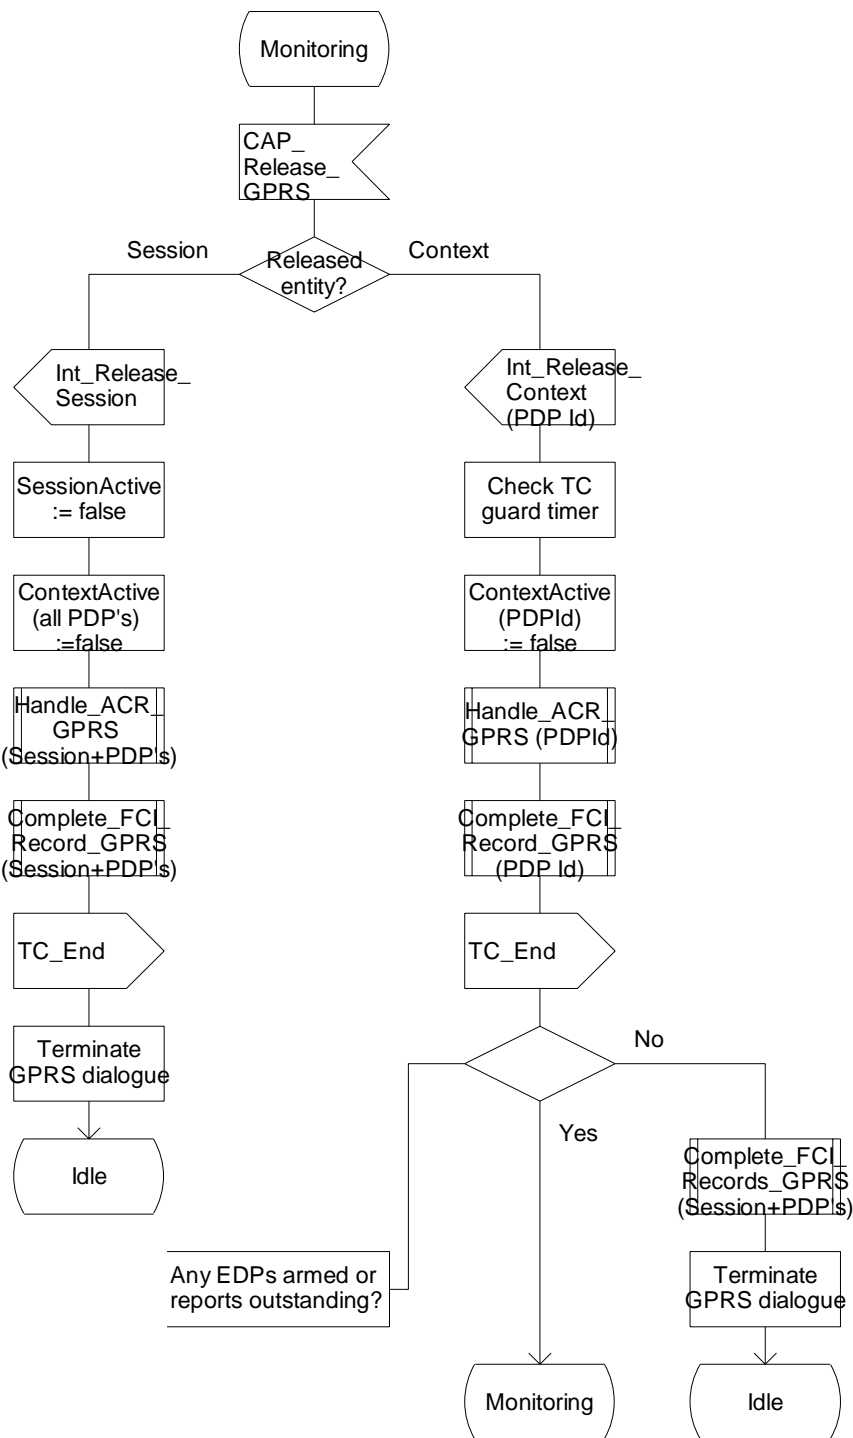 Monitoring
CAP_
Release_
GPRS
Session
Released
entity?
Context
Int_Release_
Session
Int_Release_
Context
(PDP Id)
SessionActive
:= false
Check TC
guard timer
ContextActive
(all PDP's)
:=false
ContextActive
(PDPId)
:= false
Handle_ACR_
GPRS
(Session+PDP's)
Handle_ACR_
GPRS (PDPId)
Complete_FCI_
Record_GPRS
(Session+PDP's)
Complete_FCI_
Record_GPRS
(PDP Id)
TC_End
TC_End
Terminate
GPRS dialogue
No
Yes
Idle
Complete_FCI_
Records_GPRS
(Session+PDP's)
Any EDPs armed or
reports outstanding?
Terminate
GPRS dialogue
Monitoring
Idle